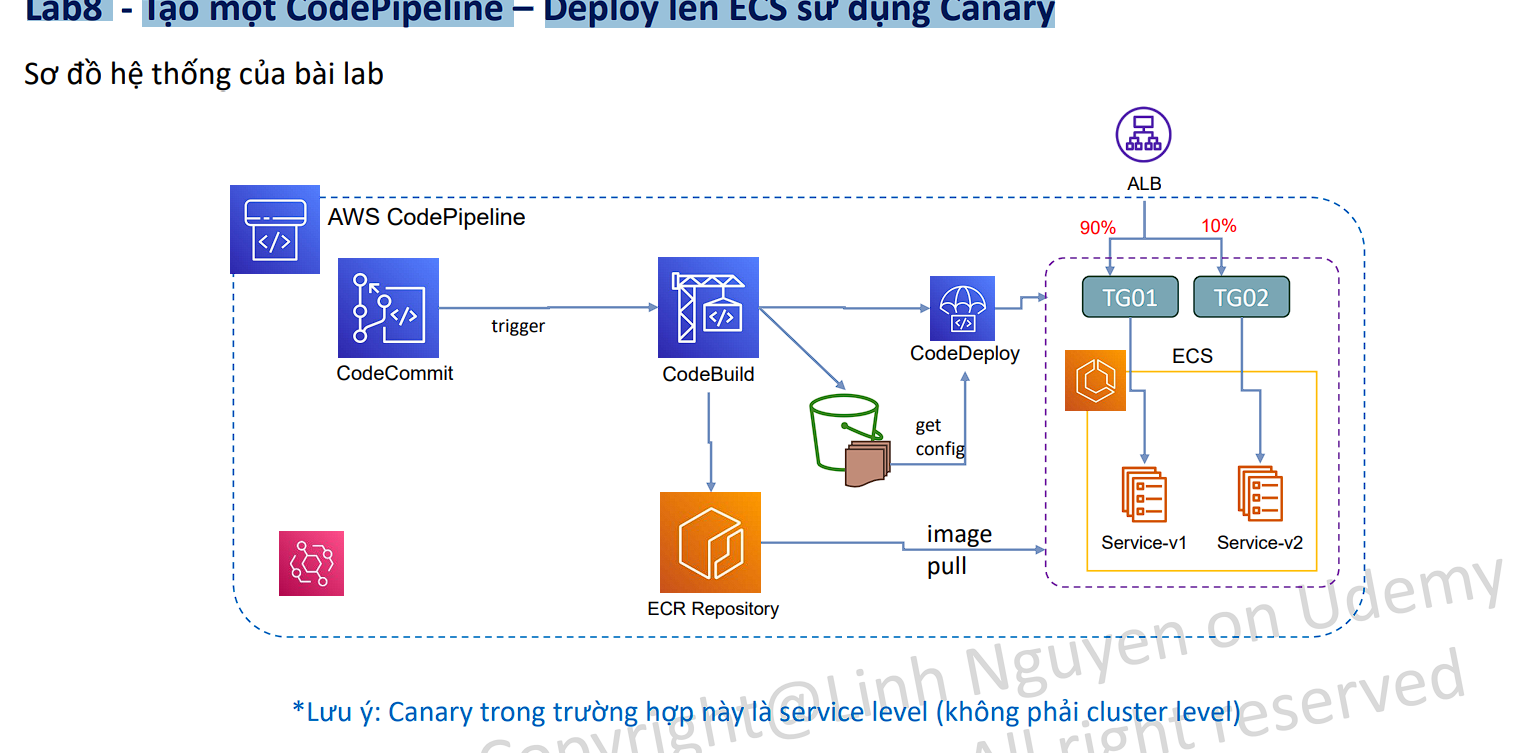 Lab8 - Tạo một CodePipeline – Deploy lên ECS sử dụng Canary
Sơ đồ hệ thống của bài lab
ALB
AWS CodePipeline
90%
10%
TG01
TG02
trigger
CodeCommit
CodeBuild
CodeDeploy
ECS
get
config
image
pull
Service-v1
Service-v2
ECR Repository
*Lưu ý: Canary trong trường hợp này là service level (không phải cluster level)
Copyright@Linh Nguyen on Udemy
All right reserved